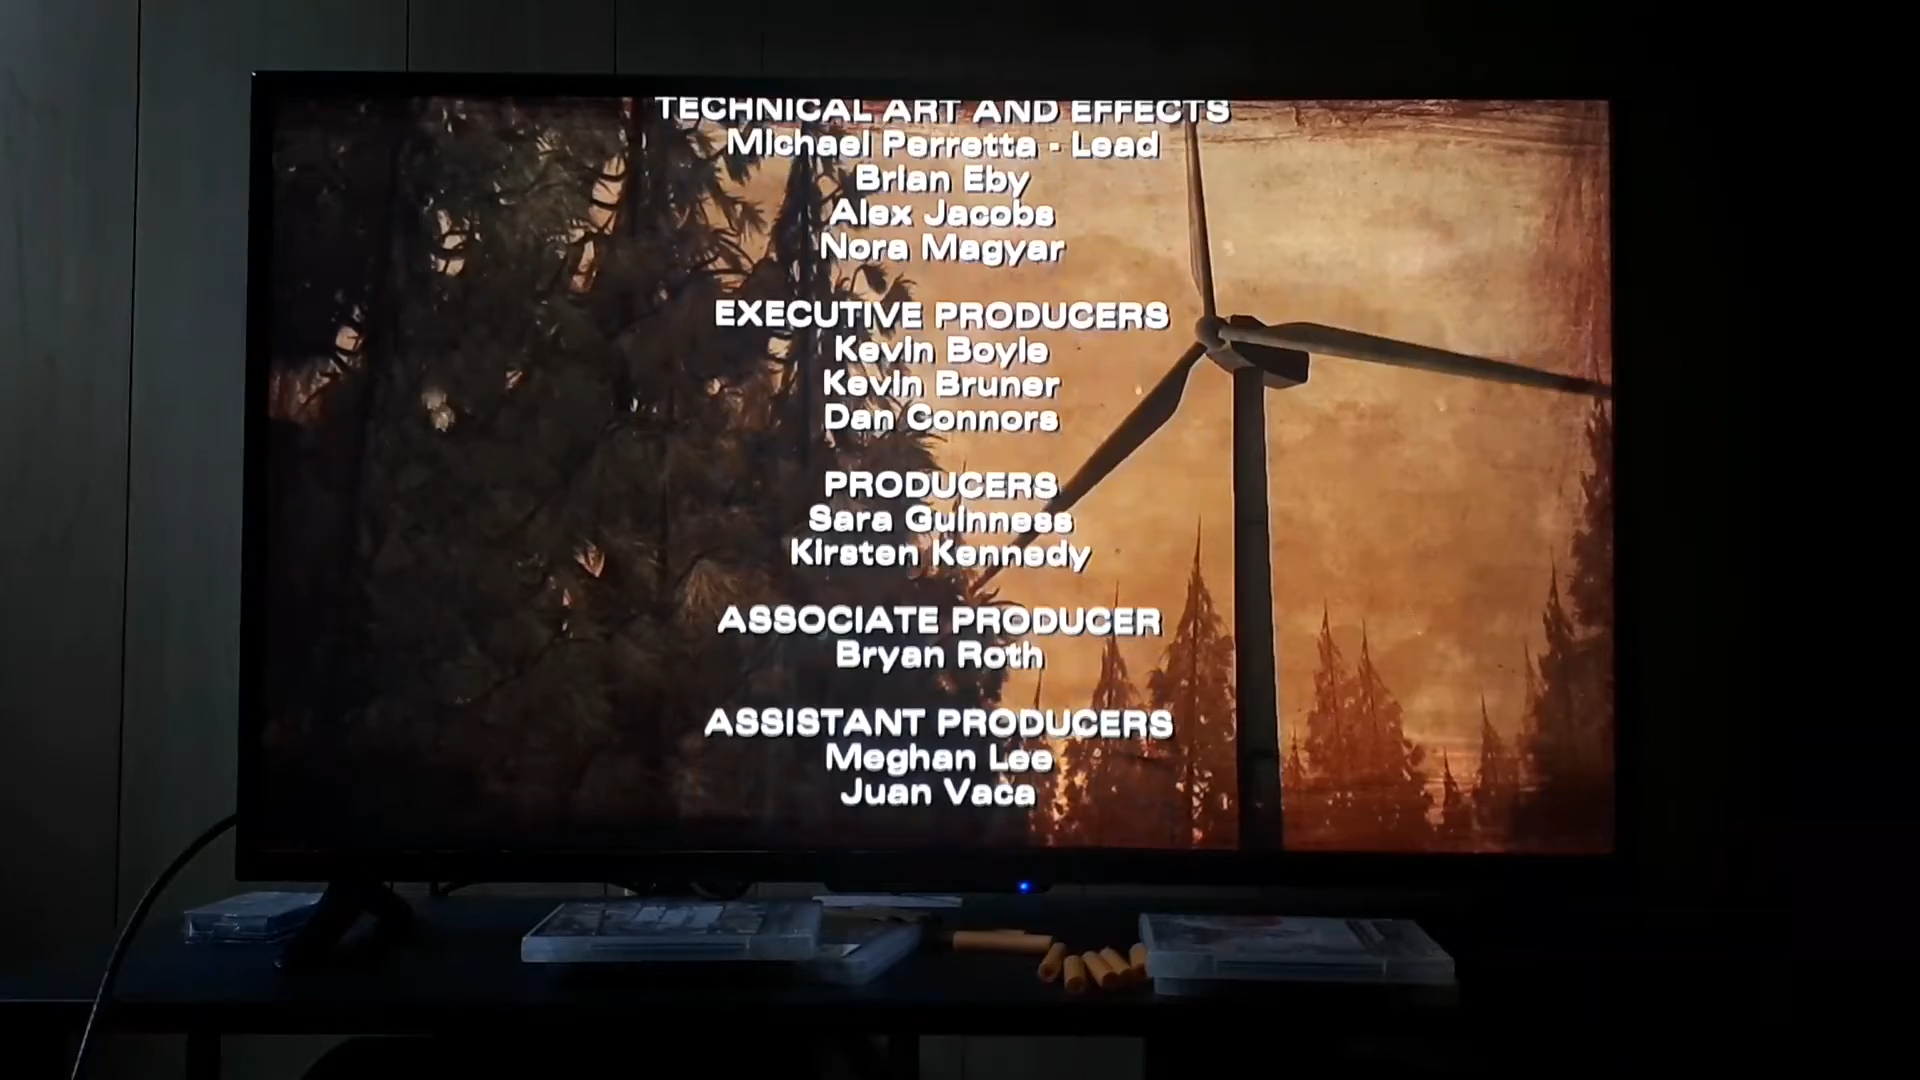 TECHNICAL ART AND EFFECTS
Michael Perretta - Lead
Brian Eby
Alex Jacobs
Nora Magyar
EXECUTIVE PRODUCERS
Kevin Boyle
Kevin Bruner
Dan Connors
PRODUCERS
Sara Guinness
Kirsten Kennedy
ASSOCIATE PRODUCER
Bryan Roth
ASSISTANT PRODUCERS
Meghan Lee
Juan Vaca